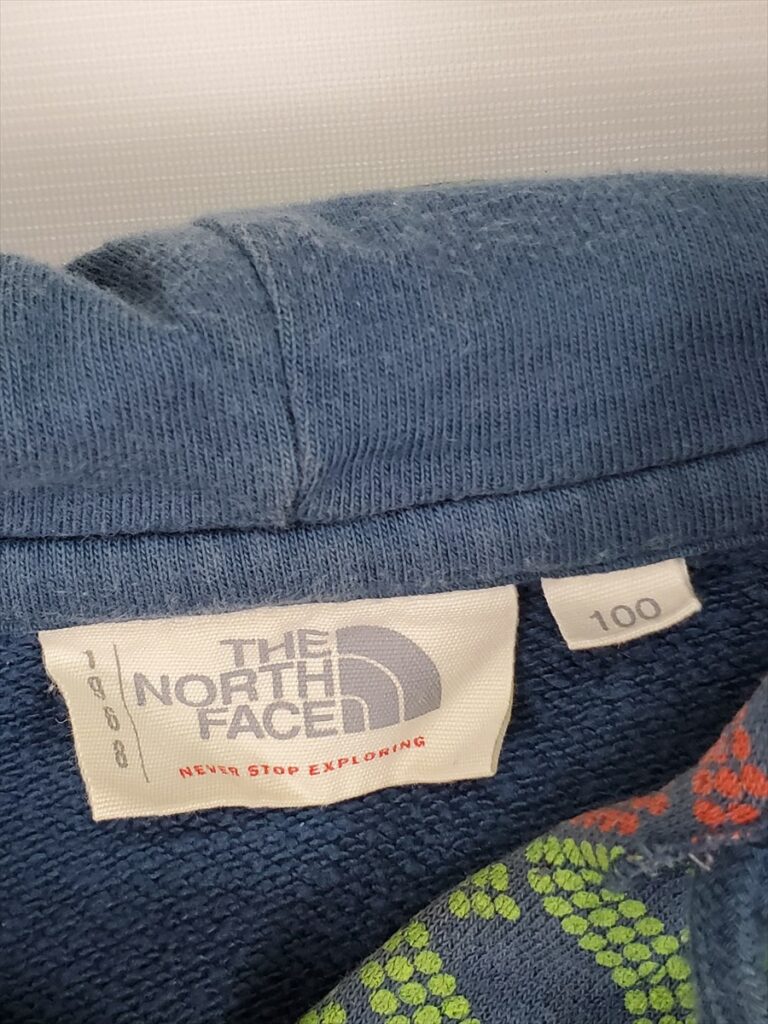 1968
THE
NORTH
FACE
NEVER STOP EXPLORING
100